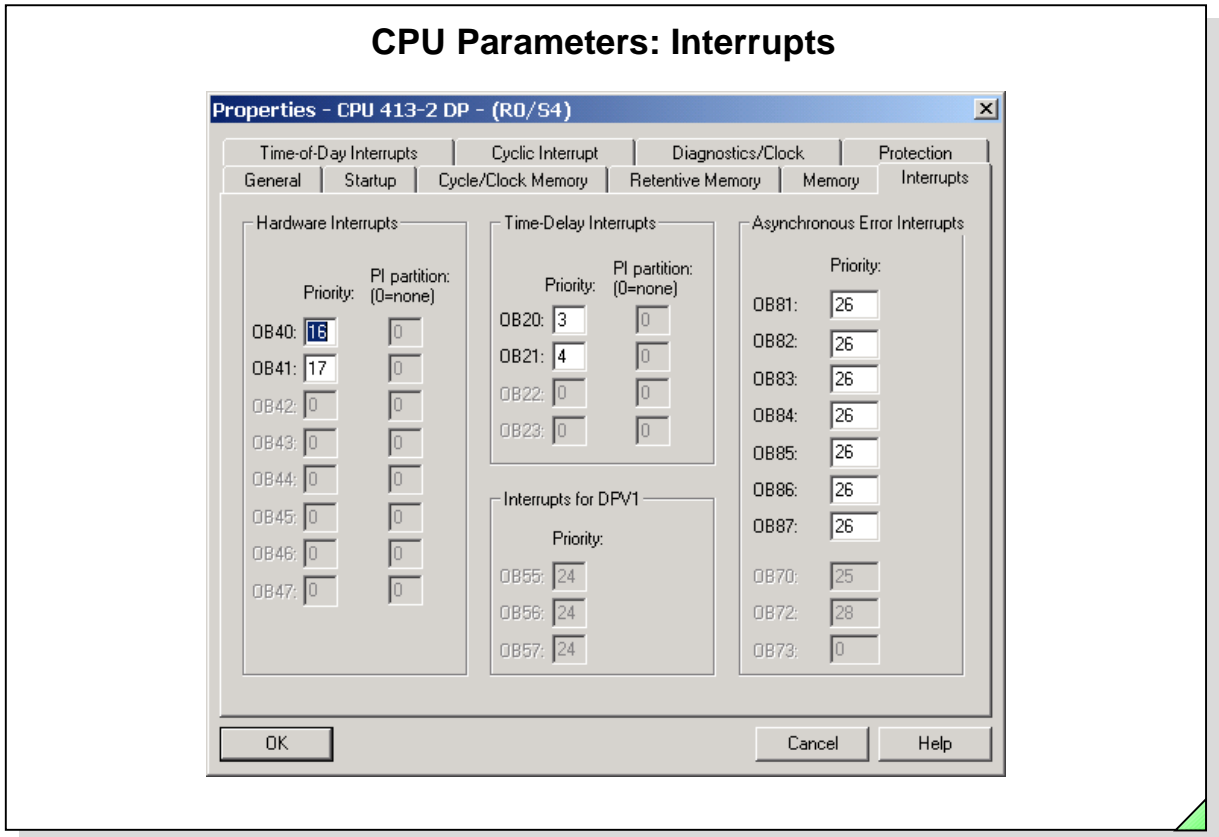 CPU Parameters: Interrupts
Properties - CPU 413-2 DP - (R0/S4)
Time-of-Day Interrupts Cyclic Interrupt Diagnostics/Clock Protection
General Startup Cycle/Clock Memory Retentive Memory Memory Interrupts
Hardware Interrupts
Priority: PI partition:
(0=none)
OB40: 16 0
OB41: 17 0
OB42: 0 0
OB43: 0 0
OB44: 0 0
OB45: 0 0
OB46: 0 0
OB47: 0 0
Time-Delay Interrupts
Priority: PI partition:
(0=none)
OB20: 3 0
OB21: 4 0
OB22: 0 0
OB23: 0 0
Interrupts for DPV1
Priority:
OB55: 24
OB56: 24
OB57: 24
Asynchronous Error Interrupts
Priority:
OB81: 26
OB82: 26
OB83: 26
OB84: 26
OB85: 26
OB86: 26
OB87: 26
OB70: 25
OB72: 28
OB73: 0
OK Cancel Help